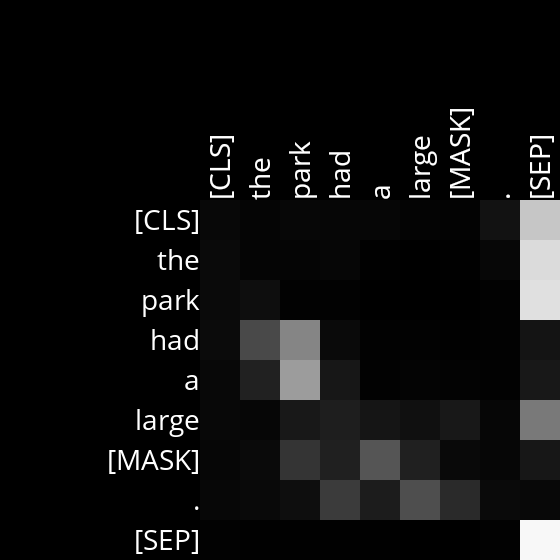 [CLS] the park had a large [MASK] . [SEP]
[CLS]
the
park
had
a
large
[MASK]
.
[SEP]